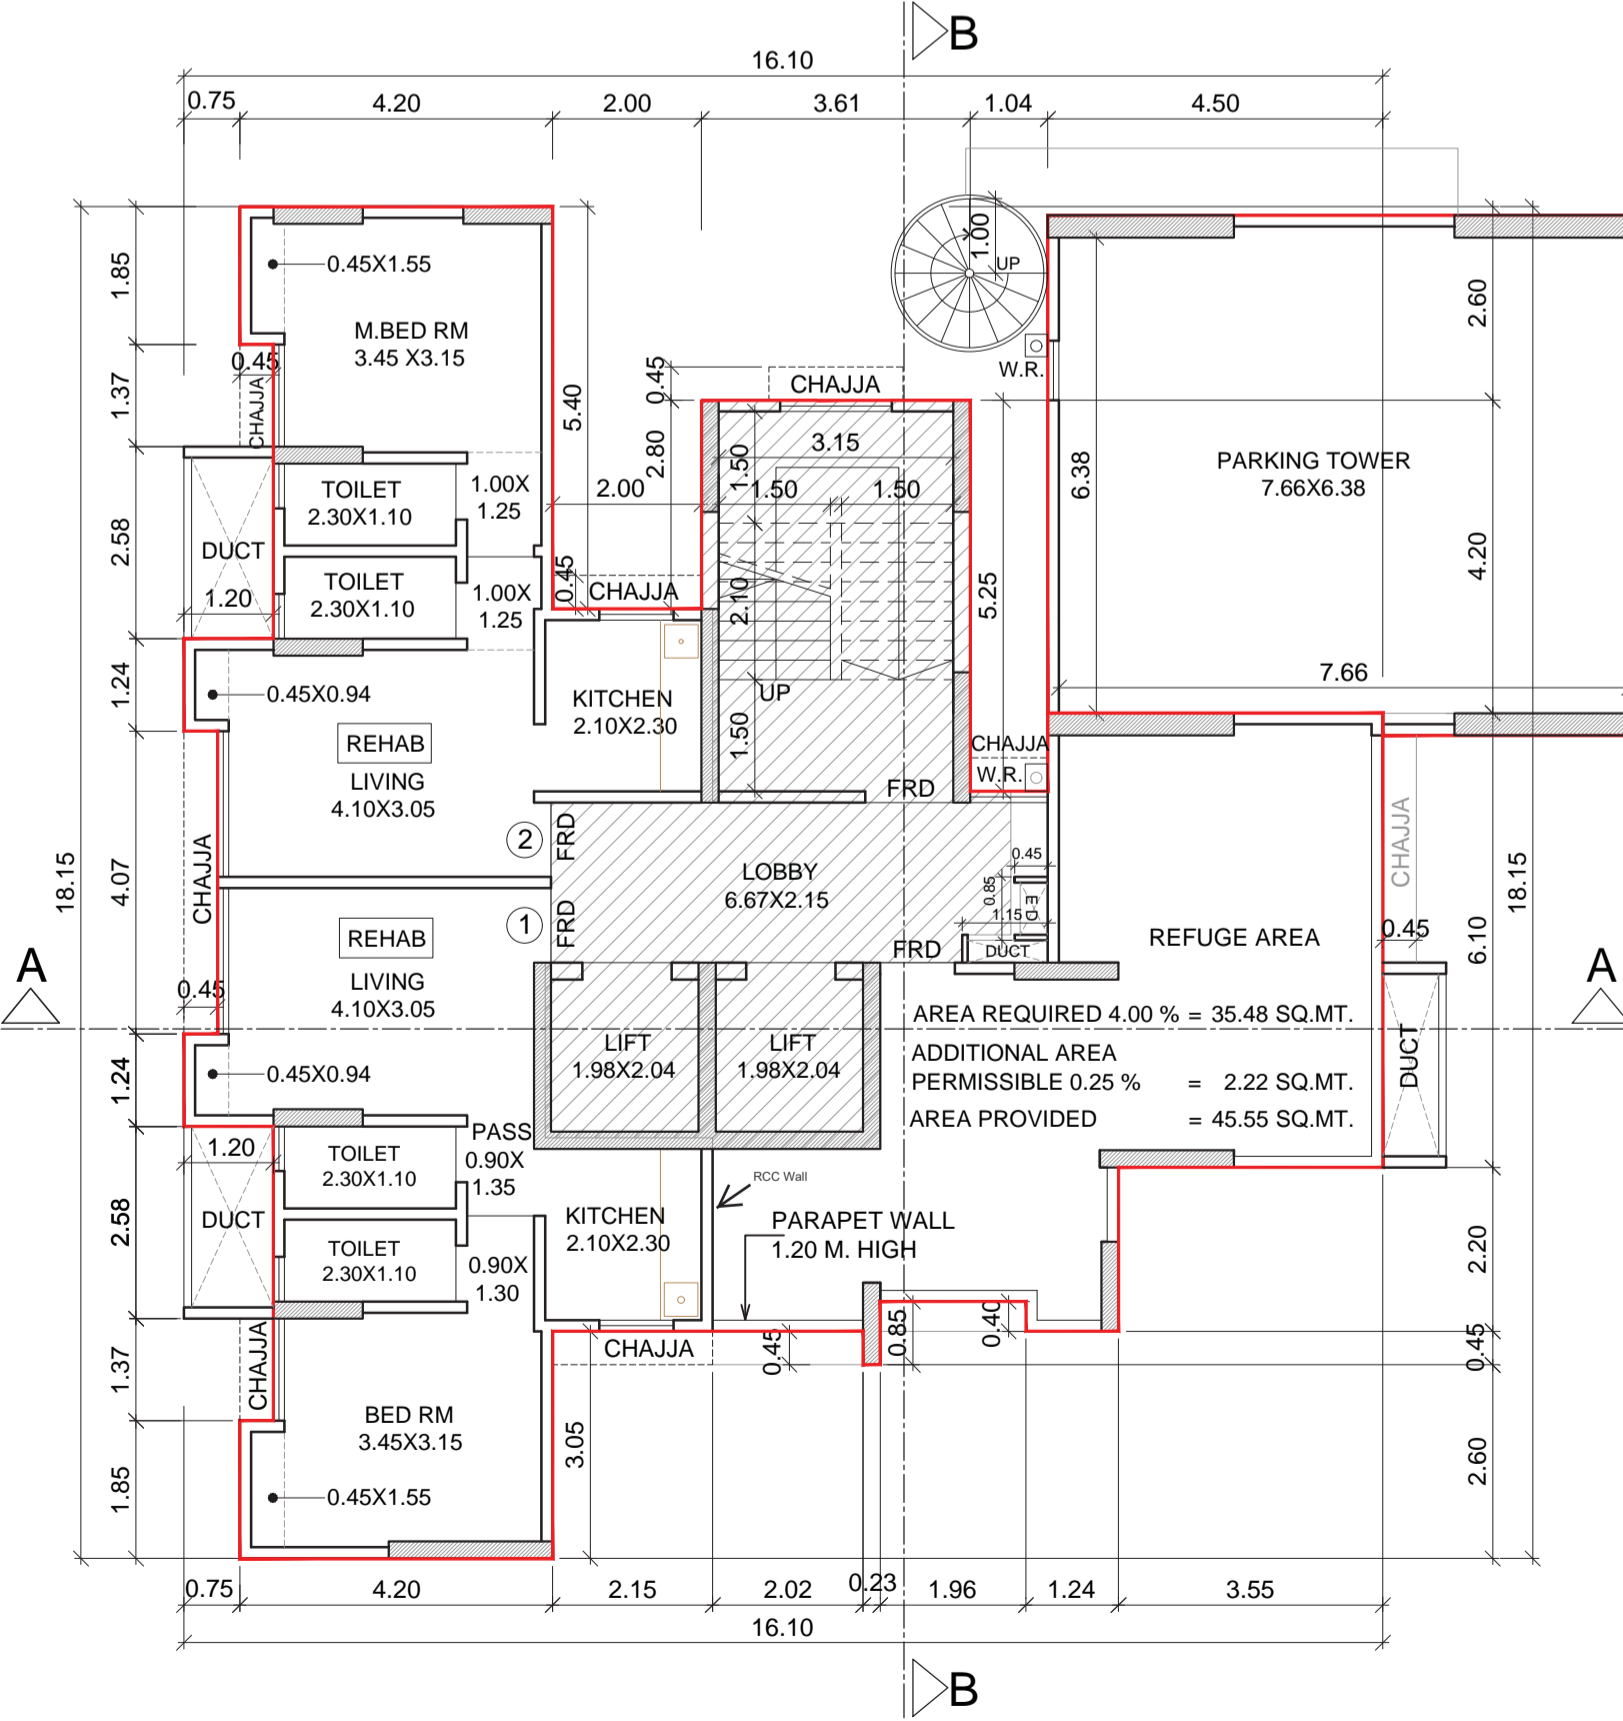 B
16.10
0.75 4.20 2.00 3.61 1.04 4.50
1.85
0.45X1.55
M.BED RM
3.45 X3.15
0.45
1.37
CHAJJA
5.40
1.00
UP
W.R.
2.60
0.45
2.80
CHAJJA
3.15
1.50
1.50 1.50
2.00
6.38
PARKING TOWER
7.66X6.38
4.20
7.66
TOILET
2.30X1.10
1.00X
1.25
2.58
DUCT
1.20
TOILET
2.30X1.10
1.00X
1.25
0.45
CHAJJA
2.10
5.25
UP
1.50
1.24
0.45X0.94
KITCHEN
2.10X2.30
REHAB
LIVING
4.10X3.05
CHAJJA
W.R.
FRD
18.15
4.07
CHAJJA
2
FRD
1
FRD
LOBBY
6.67X2.15
0.45
0.85
E D
1.15
DUCT
FRD
REHAB
LIVING
4.10X3.05
0.45
REFUGE AREA
CHAJJA
0.45
6.10
18.15
A
A
AREA REQUIRED 4.00 % = 35.48 SQ.MT.
ADDITIONAL AREA
PERMISSIBLE 0.25 % = 2.22 SQ.MT.
AREA PROVIDED = 45.55 SQ.MT.
DUCT
LIFT
1.98X2.04
LIFT
1.98X2.04
1.24
0.45X0.94
1.20
TOILET
2.30X1.10
PASS
0.90X
1.35
2.58
DUCT
TOILET
2.30X1.10
0.90X
1.30
KITCHEN
2.10X2.30
RCC Wall
PARAPET WALL
1.20 M. HIGH
2.20
0.45
0.85
0.40
0.45
CHAJJA
1.37
CHAJJA
BED RM
3.45X3.15
3.05
2.60
1.85
0.45X1.55
0.75 4.20 2.15 2.02 0.23 1.96 1.24 3.55
16.10
B